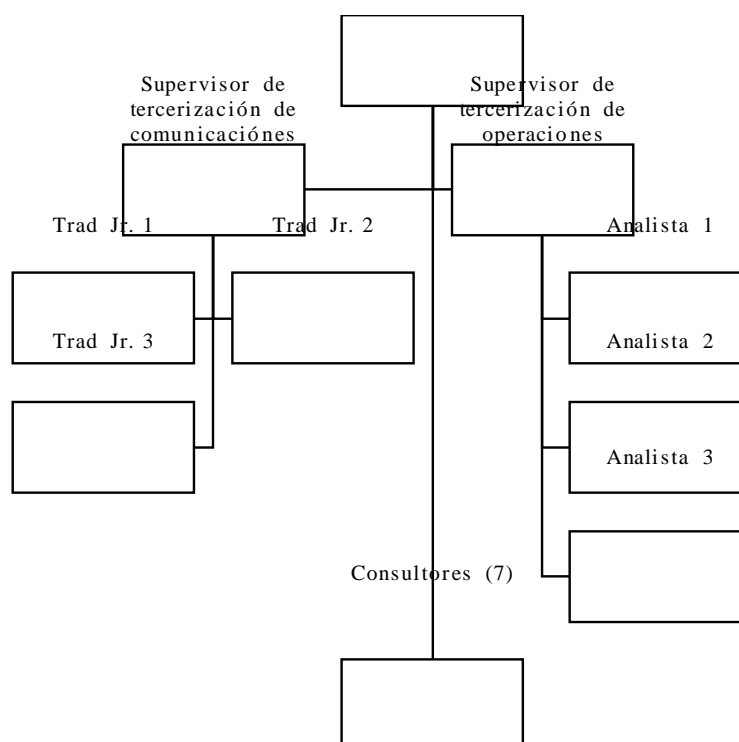 Supervisor de
tercerización de
comunicaciónes
Supervisor de
tercerización de
operaciones
Trad Jr. 1
Trad Jr. 2
Analista 1
Trad Jr. 3
Analista 2
Analista 3
Consultores (7)